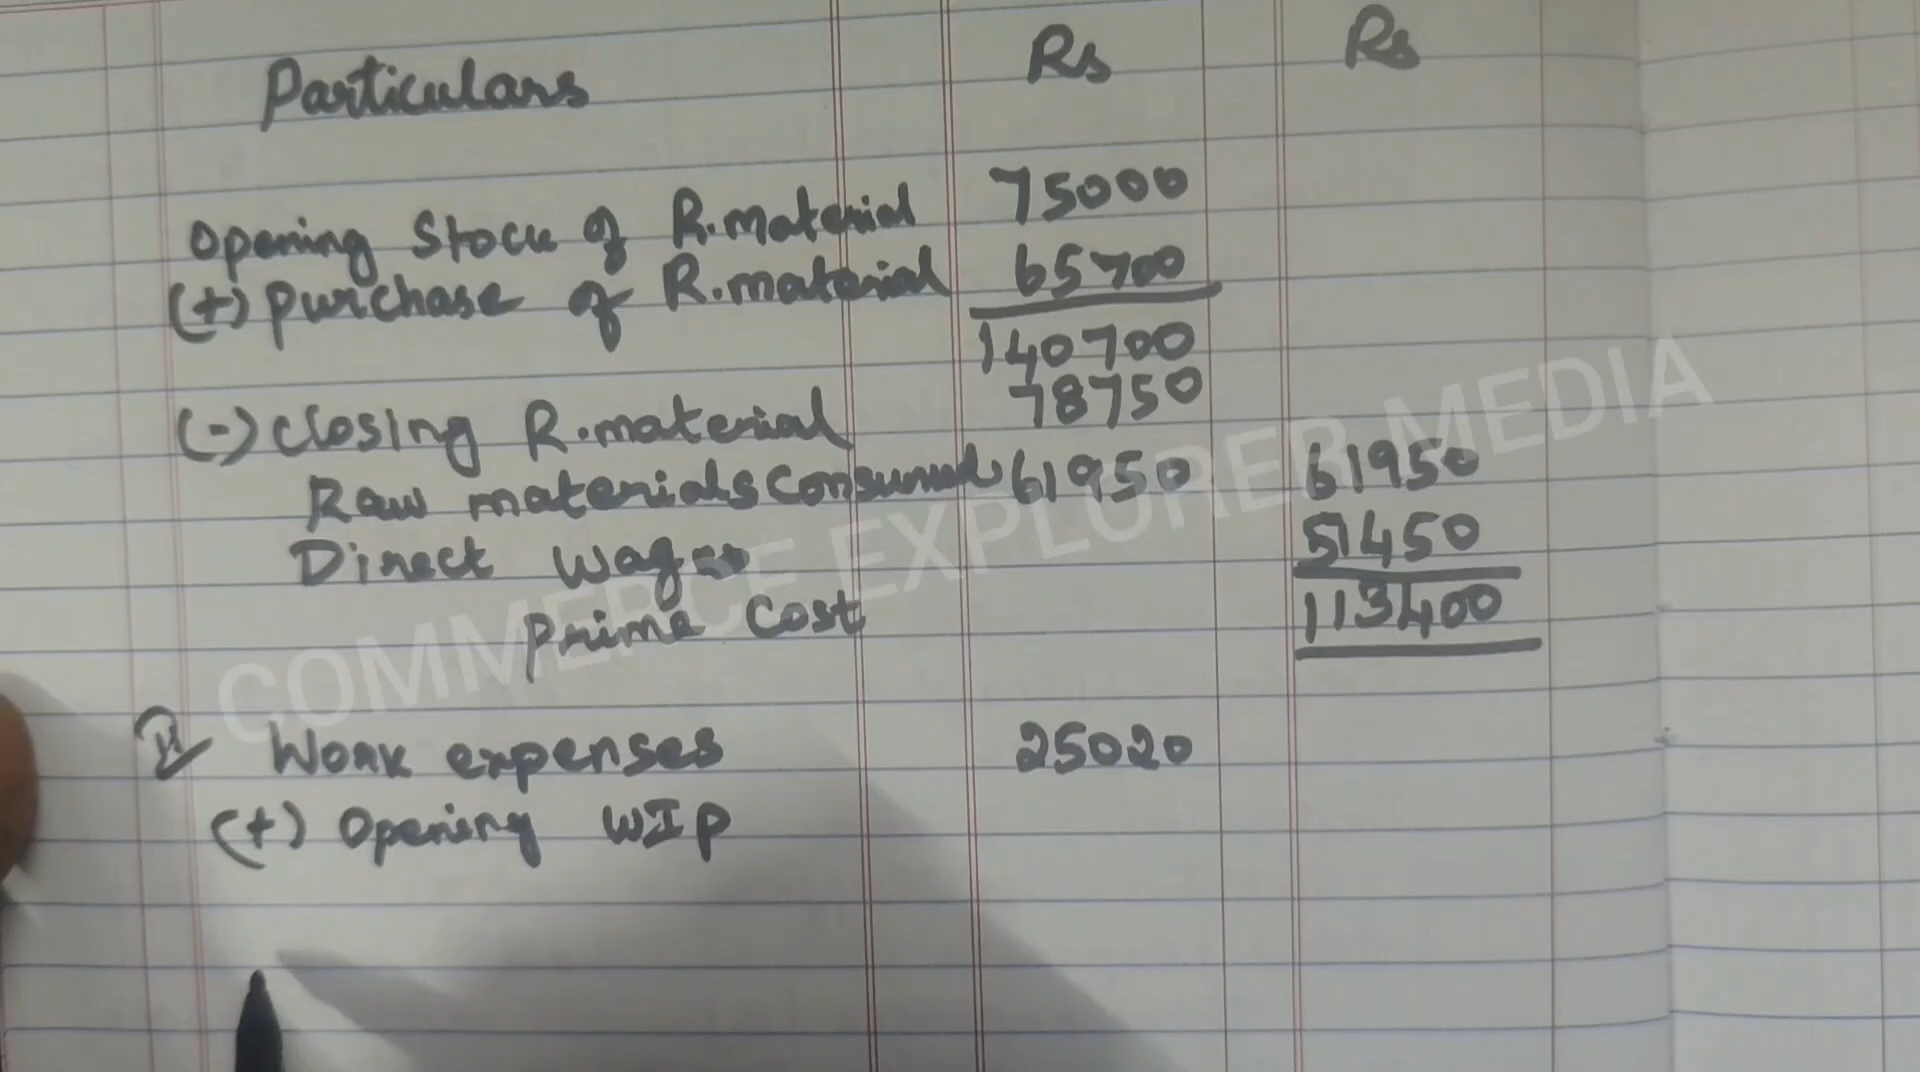 Particulars Rs Rs
Opening Stock of R.material 75000
(+) purchase of R.material 65700
140700
(-) closing R.material 78750
Raw materials consumed 61950 61950
Direct wages 51450
prime cost 113400
Work expenses 25020
(+) Opening WIP
COMMERCE EXPLORER MEDIA